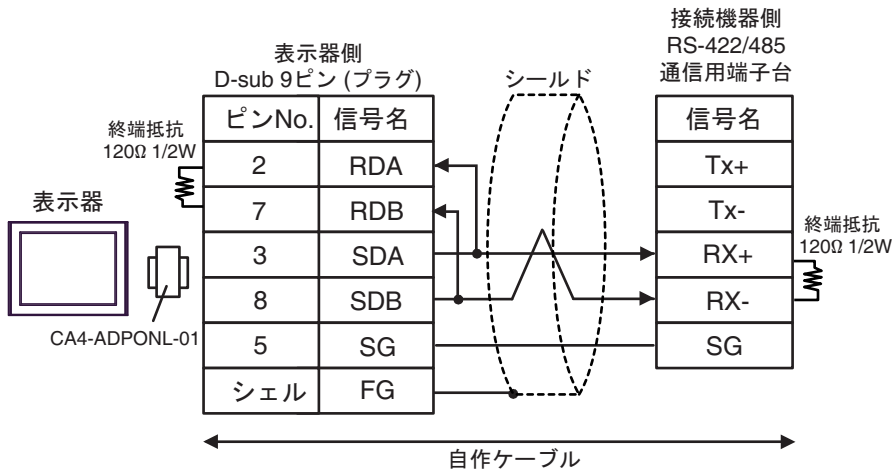 表示器側
D-sub 9ピン (プラグ)
シールド
接続機器側
RS-422/485
通信用端子台
終端抵抗
120Ω 1/2W
表示器
CA4-ADPONL-01
ピンNo. 信号名
2 RDA
7 RDB
3 SDA
8 SDB
5 SG
シェル FG
信号名
Tx+
Tx-
RX+
RX-
SG
終端抵抗
120Ω 1/2W
自作ケーブル